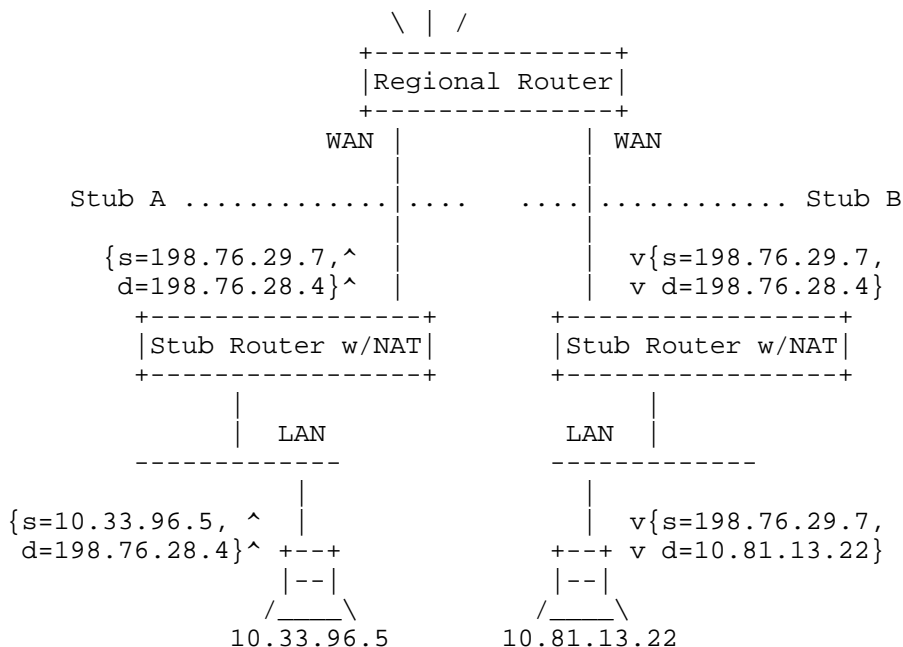 \ | /
+---------------+
|Regional Router|
+---------------+
WAN | | WAN
| |
Stub A .............|.... ....|............ Stub B
| |
{s=198.76.29.7,^ | | v{s=198.76.29.7,
d=198.76.28.4}^ | | v d=198.76.28.4}
+-----------------+ +-----------------+
|Stub Router w/NAT| |Stub Router w/NAT|
+-----------------+ +-----------------+
| |
| LAN LAN |
------------- -------------
| |
{s=10.33.96.5, ^ | | v{s=198.76.29.7,
d=198.76.28.4}^ +--+ +--+ v d=10.81.13.22}
|--| |--|
/____\ /____\
10.33.96.5 10.81.13.22